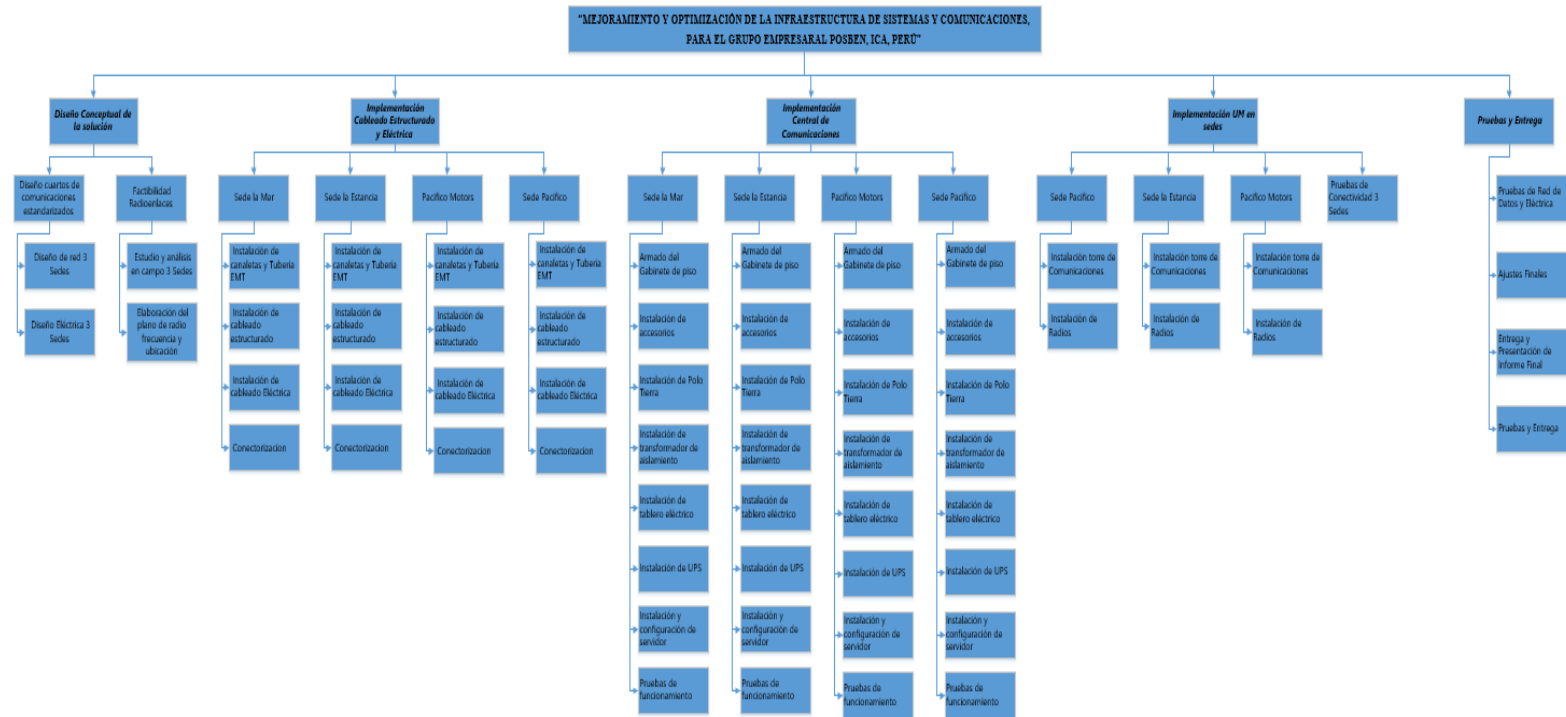 "MEJORAMIENTO Y OPTIMIZACIÓN DE LA INFRAESTRUCTURA DE SISTEMAS Y COMUNICACIONES,
PARA EL GRUPO EMPRESARAL POSBEN, ICA, PERÚ"
Diseño Conceptual de
la solución
Implementación
Cableado Estructurado
y Eléctrica
Implementación
Central de
Comunicaciones
Implementación UM en
sedes
Pruebas y Entrega
Diseño cuartos de
comunicaciones
estandarizados
Diseño de red 3
Sedes
Diseño Eléctrica 3
Sedes
Factibilidad
Radioenlaces
Estudio y análisis
en campo 3 Sedes
Elaboración del
plano de radio
frecuencia y
ubicación
Sede la Mar
Instalación de
canaletas y Tubería
EMT
Instalación de
cableado
estructurado
Instalación de
cableado Eléctrica
Conectorizacion
Sede la Estancia
Instalación de
canaletas y Tubería
EMT
Instalación de
cableado
estructurado
Instalación de
cableado Eléctrica
Conectorizacion
Pacifico Motors
Instalación de
canaletas y Tubería
EMT
Instalación de
cableado
estructurado
Instalación de
cableado Eléctrica
Conectorizacion
Sede Pacifico
Instalación de
canaletas y Tubería
EMT
Instalación de
cableado
estructurado
Instalación de
cableado Eléctrica
Conectorizacion
Sede la Mar
Armado del
Gabinete de piso
Instalación de
accesorios
Instalación de Polo
Tierra
Instalación de
transformador de
aislamiento
Instalación de
tablero eléctrico
Instalación de UPS
Instalación y
configuración de
servidor
Pruebas de
funcionamiento
Sede la Estancia
Armado del
Gabinete de piso
Instalación de
accesorios
Instalación de Polo
Tierra
Instalación de
transformador de
aislamiento
Instalación de
tablero eléctrico
Instalación de UPS
Instalación y
configuración de
servidor
Pruebas de
funcionamiento
Pacifico Motors
Armado del
Gabinete de piso
Instalación de
accesorios
Instalación de Polo
Tierra
Instalación de
transformador de
aislamiento
Instalación de
tablero eléctrico
Instalación de UPS
Instalación y
configuración de
servidor
Pruebas de
funcionamiento
Sede Pacifico
Armado del
Gabinete de piso
Instalación de
accesorios
Instalación de Polo
Tierra
Instalación de
transformador de
aislamiento
Instalación de
tablero eléctrico
Instalación de UPS
Instalación y
configuración de
servidor
Pruebas de
funcionamiento
Sede Pacifico
Instalación torre de
Comunicaciones
Instalación de
Radios
Sede la Estancia
Instalación torre de
Comunicaciones
Instalación de
Radios
Pacifico Motors
Instalación torre de
Comunicaciones
Instalación de
Radios
Pruebas de
Conectividad 3
Sedes
Pruebas de Red de
Datos y Eléctrica
Ajustes Finales
Entrega y
Presentación de
Informe Final
Pruebas y Entrega